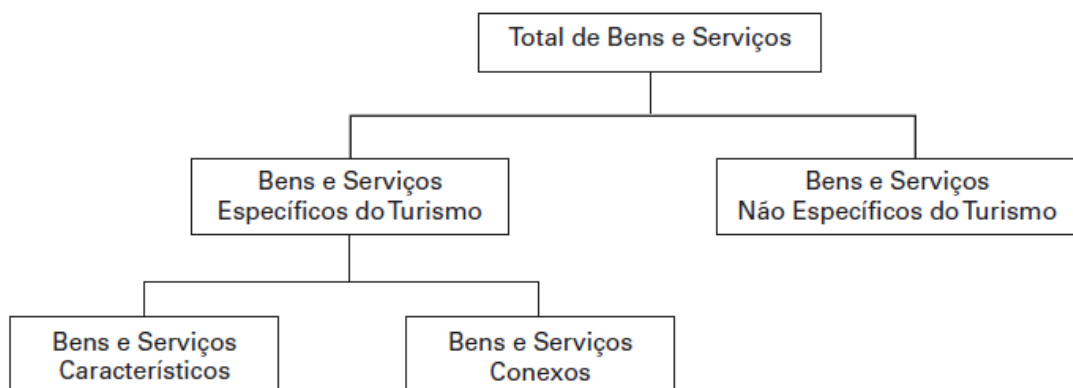 Total de Bens e Serviços
Bens e Serviços
Específicos do Turismo
Bens e Serviços
Não Específicos do Turismo
Bens e Serviços
Característicos
Bens e Serviços
Conexos